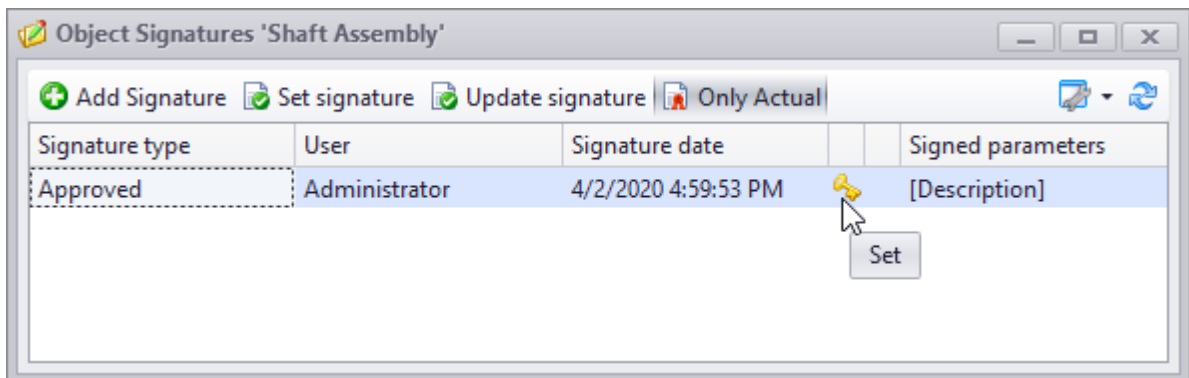 Object Signatures 'Shaft Assembly'
Add Signature Set signature Update signature Only Actual
Signature type User Signature date Signed parameters
Approved Administrator 4/2/2020 4:59:53 PM [Description]
Set